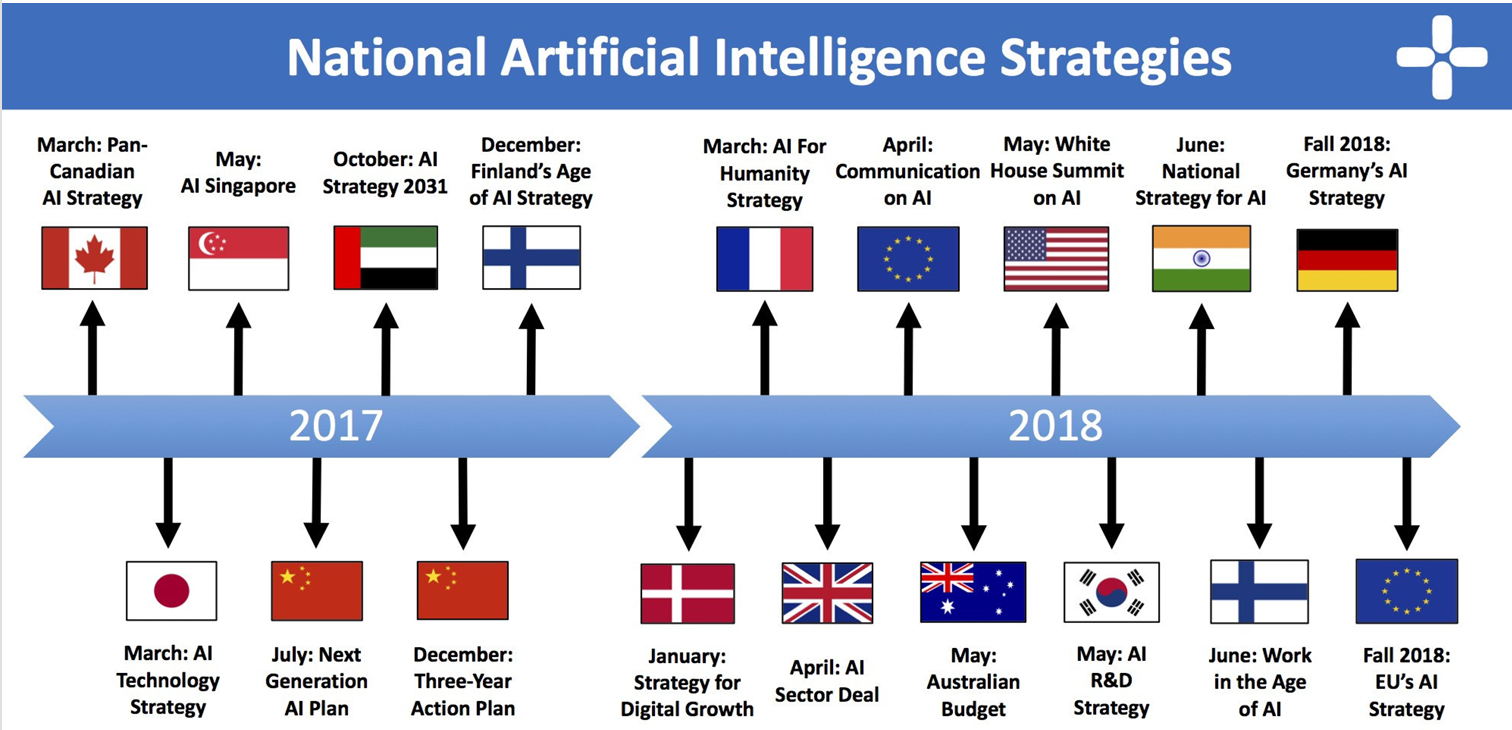 National Artificial Intelligence Strategies
March: Pan-
Canadian
AI Strategy
May:
AI Singapore
October: AI
Strategy 2031
December:
Finland's Age
of AI Strategy
March: AI For
Humanity
Strategy
April:
Communication
on AI
May: White
House Summit
on AI
June:
National
Strategy for AI
Fall 2018:
Germany's AI
Strategy
2017
2018
March: AI
Technology
Strategy
July: Next
Generation
AI Plan
December:
Three-Year
Action Plan
January:
Strategy for
Digital Growth
April: AI
Sector Deal
May:
Australian
Budget
May: AI
R&D
Strategy
June: Work
in the Age
of AI
Fall 2018:
EU's AI
Strategy